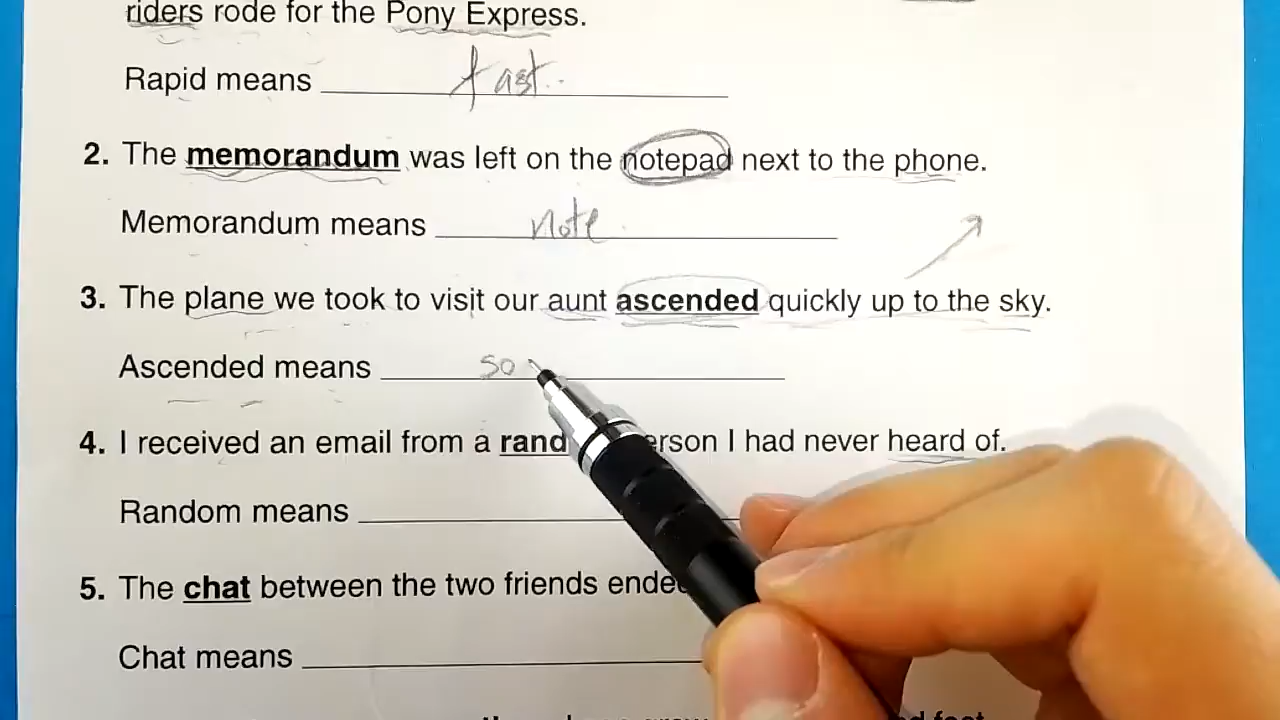 riders rode for the Pony Express.
Rapid means fast.
2. The memorandum was left on the notepad next to the phone.
Memorandum means note
3. The plane we took to visit our aunt ascended quickly up to the sky.
Ascended means so
4. I received an email from a rand erson I had never heard of.
Random means
5. The chat between the two friends ende
Chat means
feet